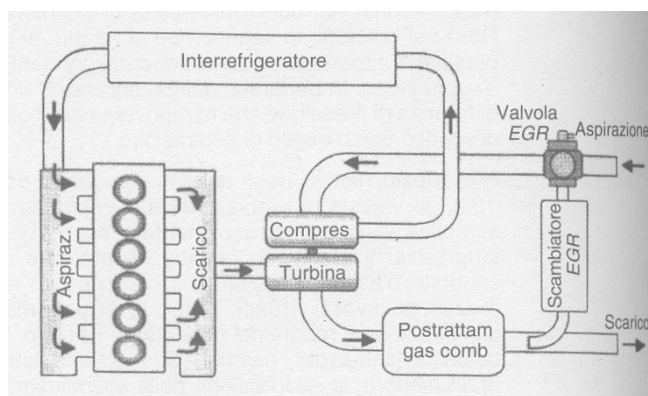 Interrefrigeratore
Valvola
EGR
Aspirazione
Compres
Turbina
Aspiraz.
Scarico
Scambiatore
EGR
Postrattam
gas comb
Scarico